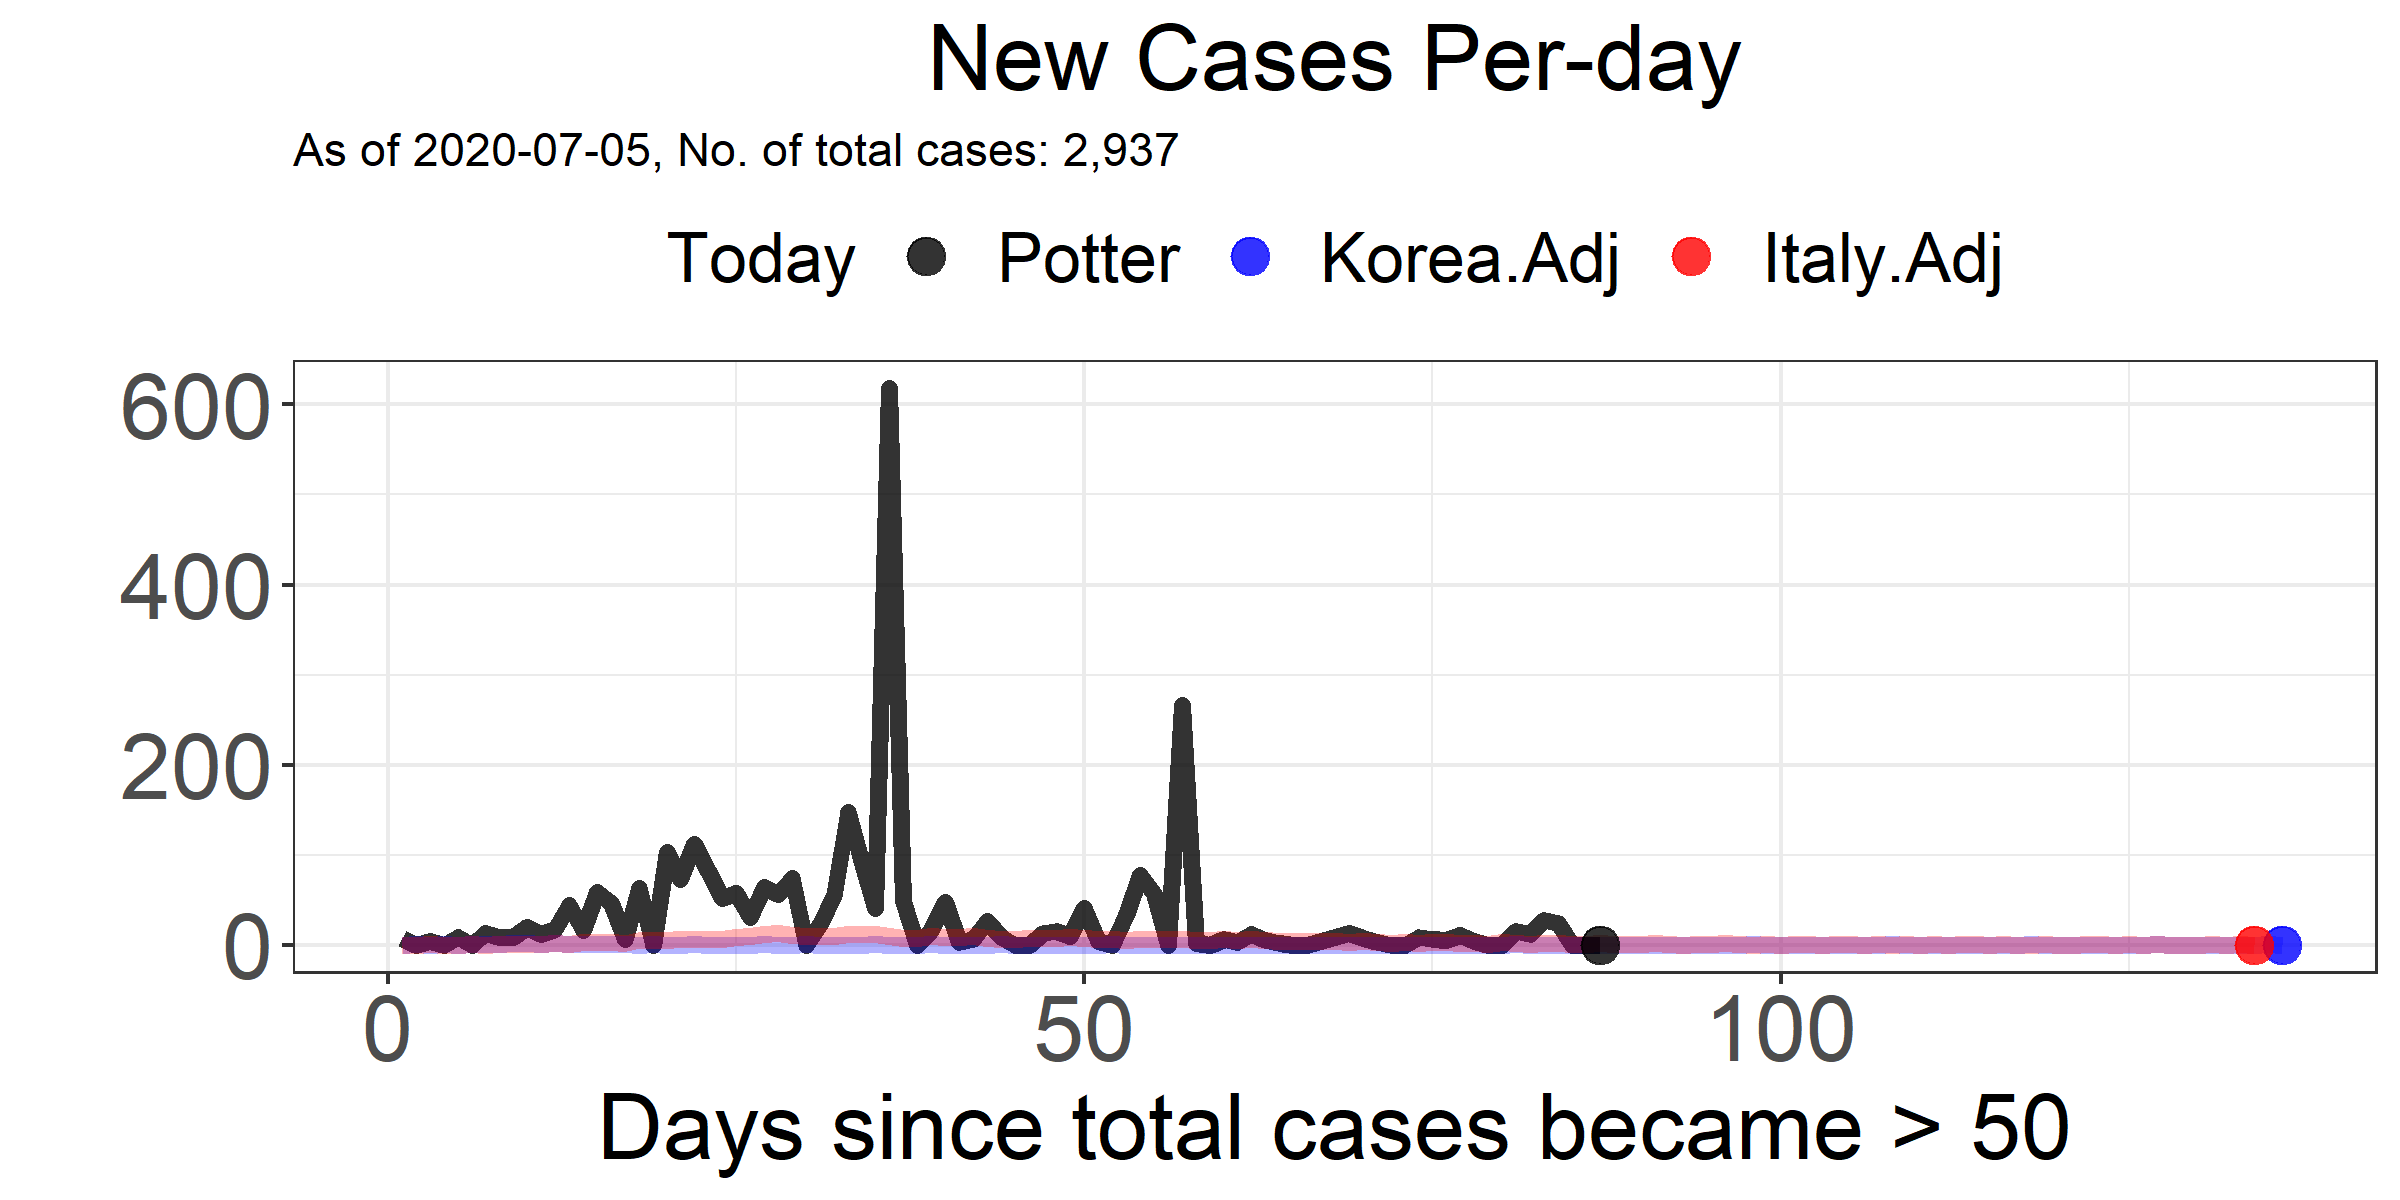 New Cases Per-day
As of 2020-07-05, No. of total cases: 2,937
Today Potter Korea.Adj Italy.Adj
600
400
200
0
0 50 100
Days since total cases became > 50